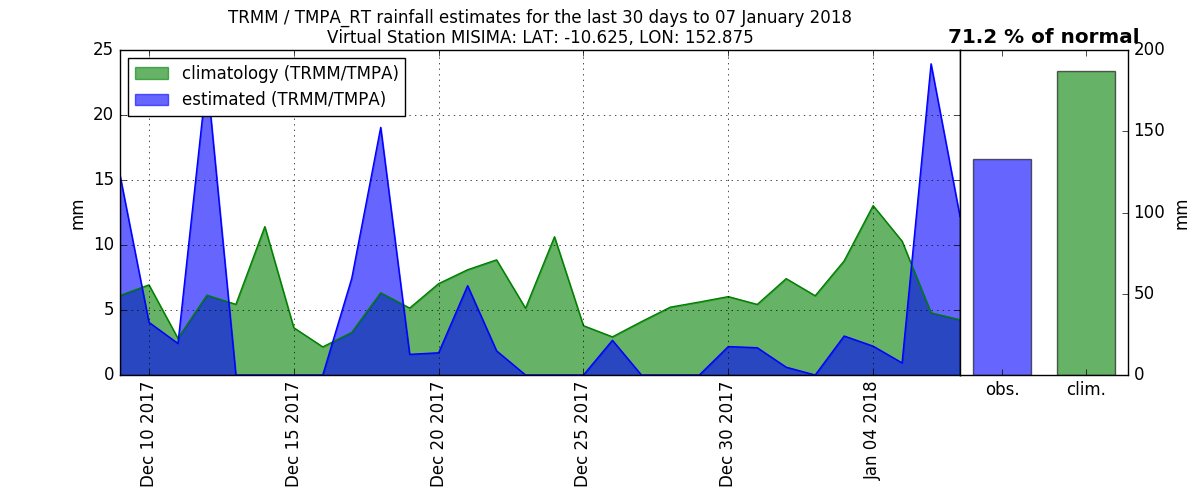 TRMM / TMPA_RT rainfall estimates for the last 30 days to 07 January 2018
Virtual Station MISIMA: LAT: -10.625, LON: 152.875
71.2 % of normal
climatology (TRMM/TMPA)
estimated (TRMM/TMPA)
25
20
15
10
5
0
mm
Dec 10 2017
Dec 15 2017
Dec 20 2017
Dec 25 2017
Dec 30 2017
Jan 04 2018
200
150
100
50
0
mm
obs.
clim.